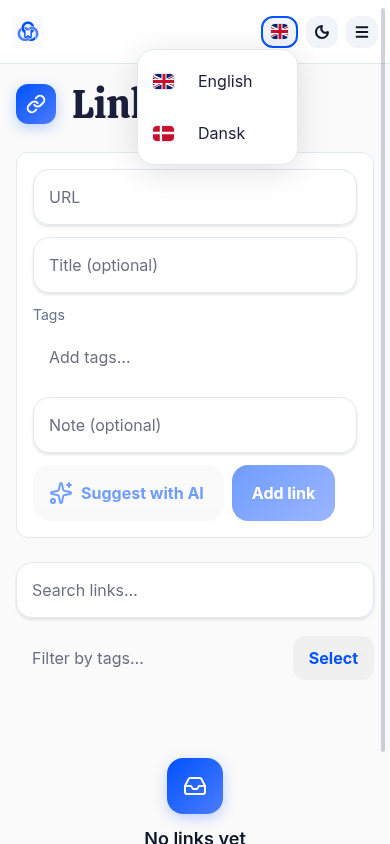 English
Dansk
URL
Title (optional)
Tags
Add tags...
Note (optional)
Suggest with AI
Add link
Search links...
Filter by tags...
Select
No links yet